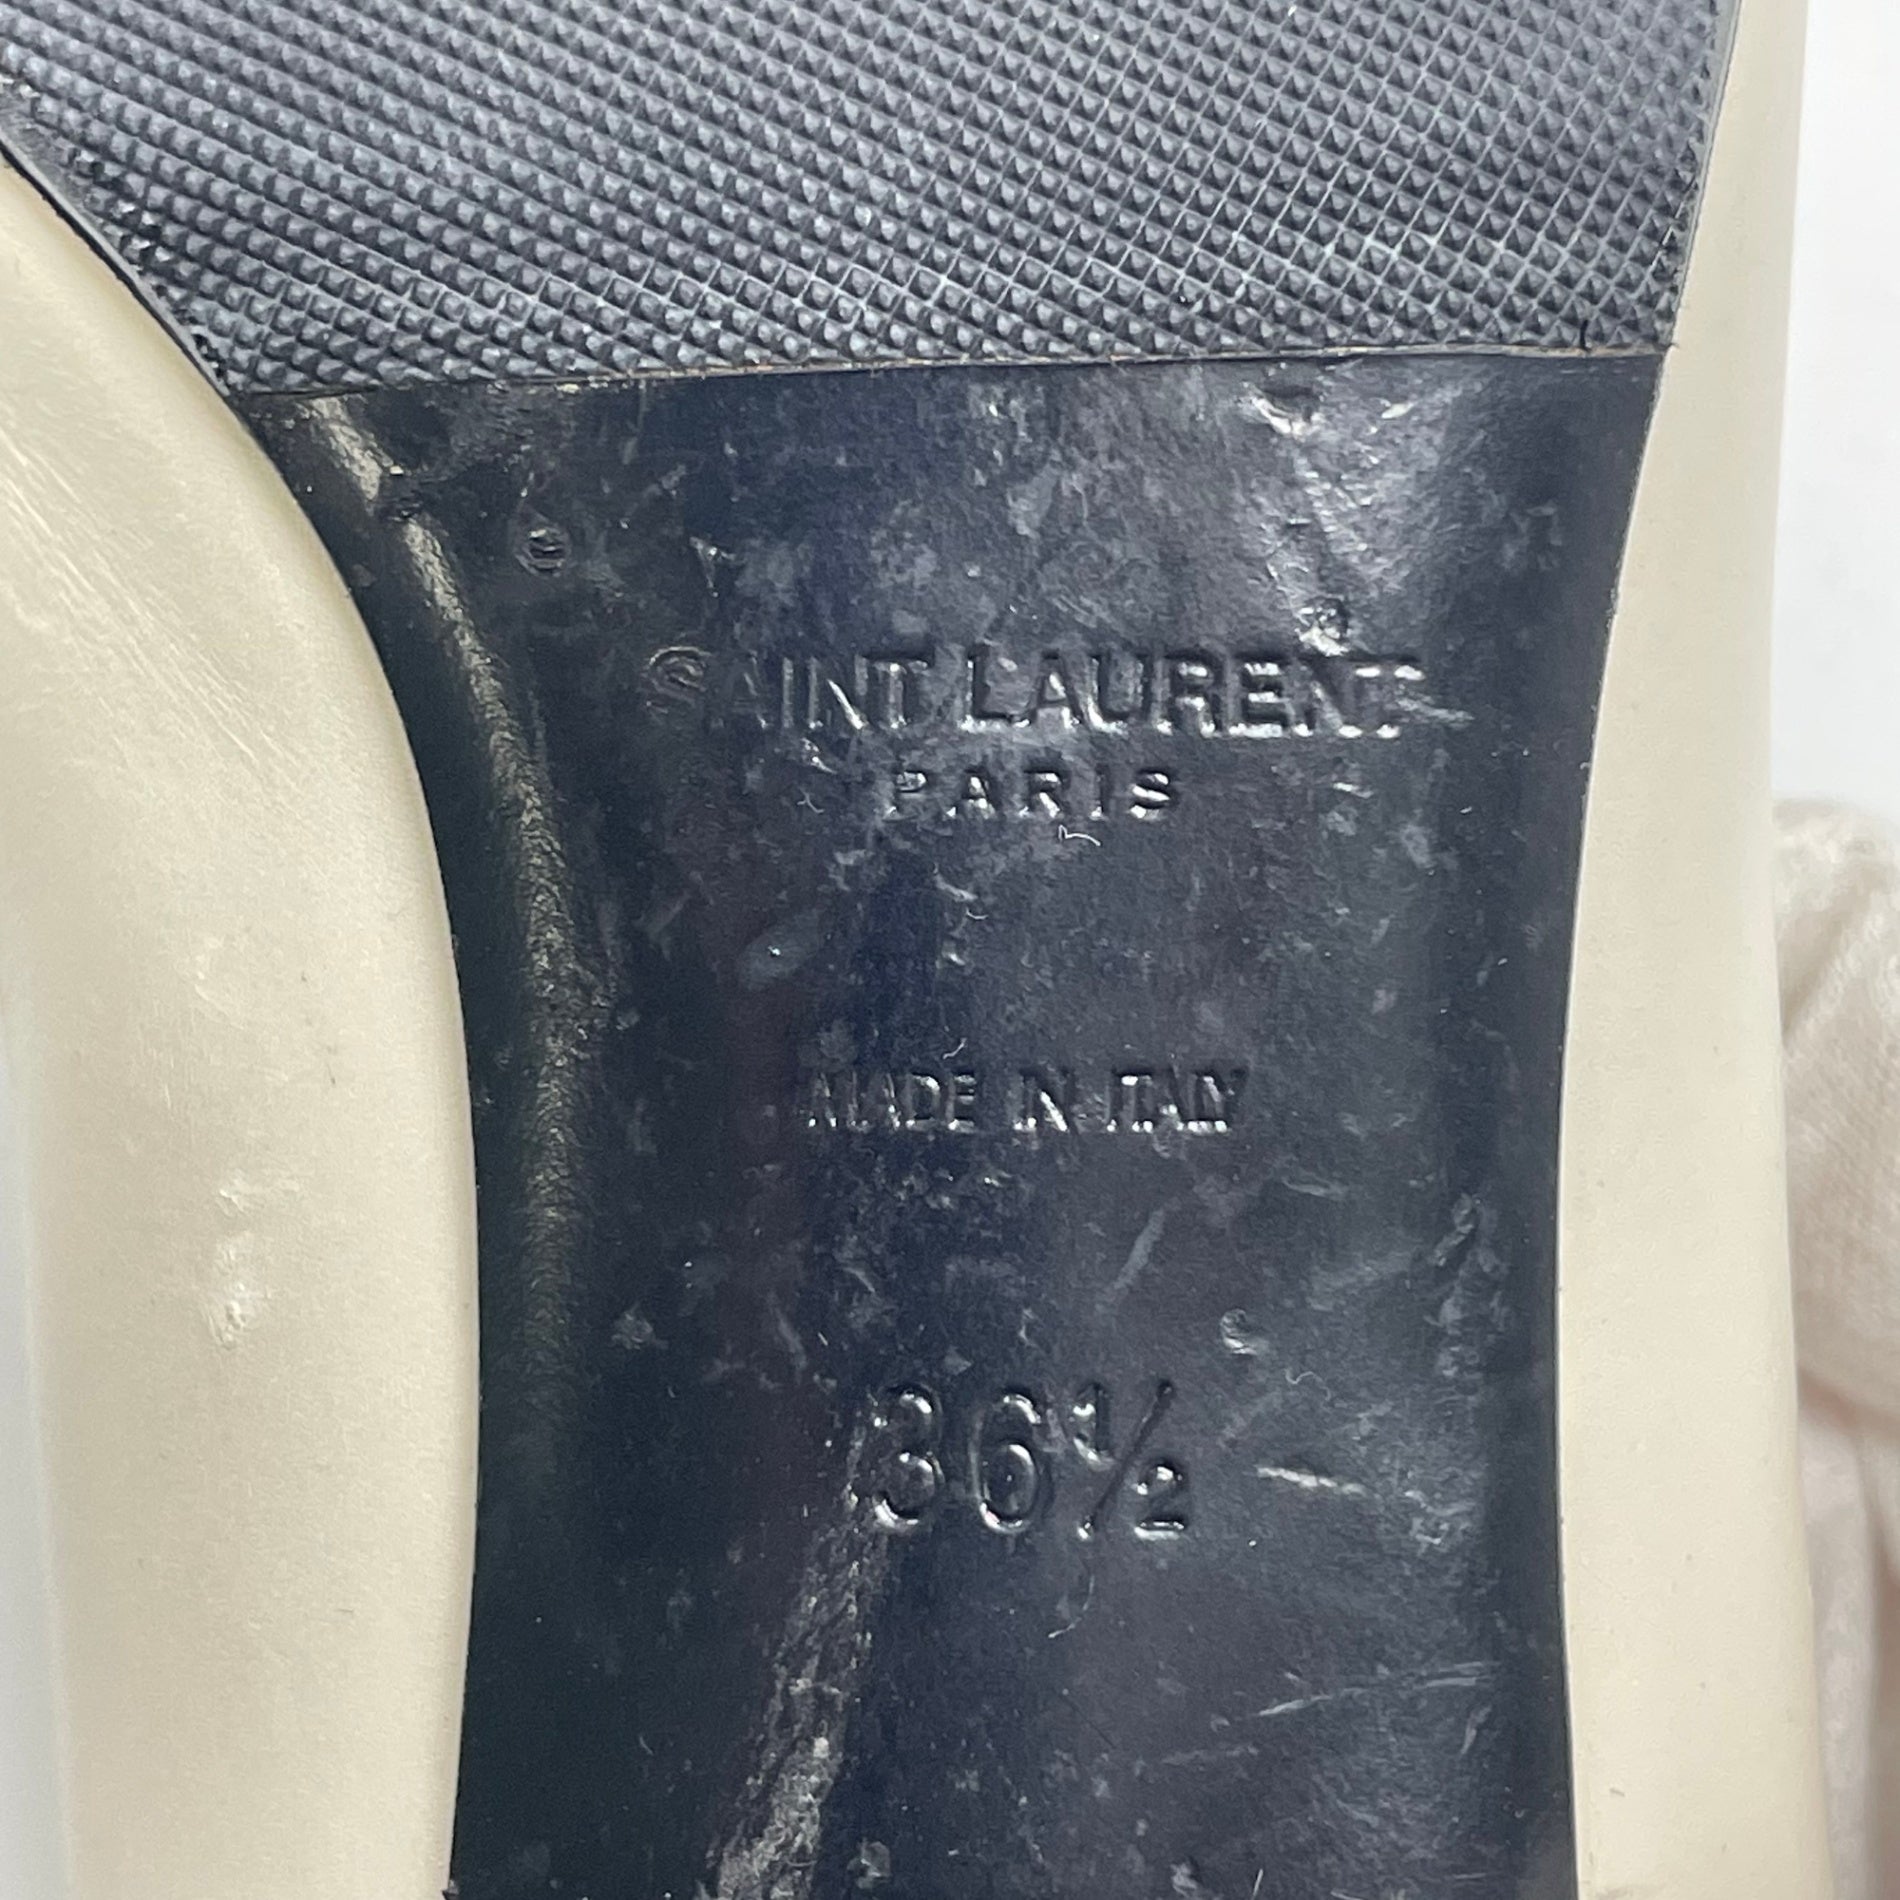 SAINT LAURENT
PARIS
MADE IN ITALY
36½